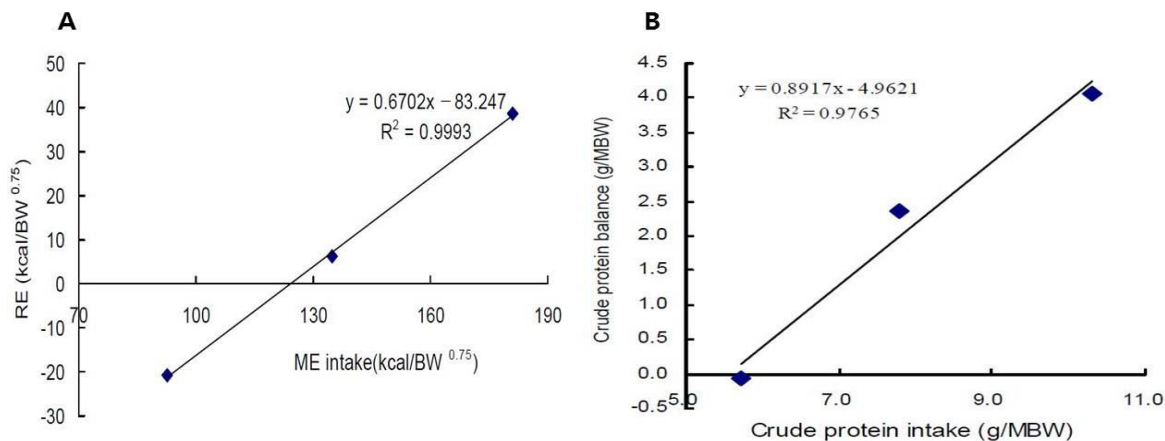 A
50
40
30
20
10
0
-10
-20
-30
70
100
130
160
190
y = 0.6702x – 83.247
R² = 0.9993
RE (kcal/BW 0.75)
ME intake(kcal/BW 0.75)
B
4.5
4.0
3.5
3.0
2.5
2.0
1.5
1.0
0.5
0.0
-0.5
5.0
7.0
9.0
11.0
y = 0.8917x - 4.9621
R² = 0.9765
Crude protein balance (g/MBW)
Crude protein intake (g/MBW)